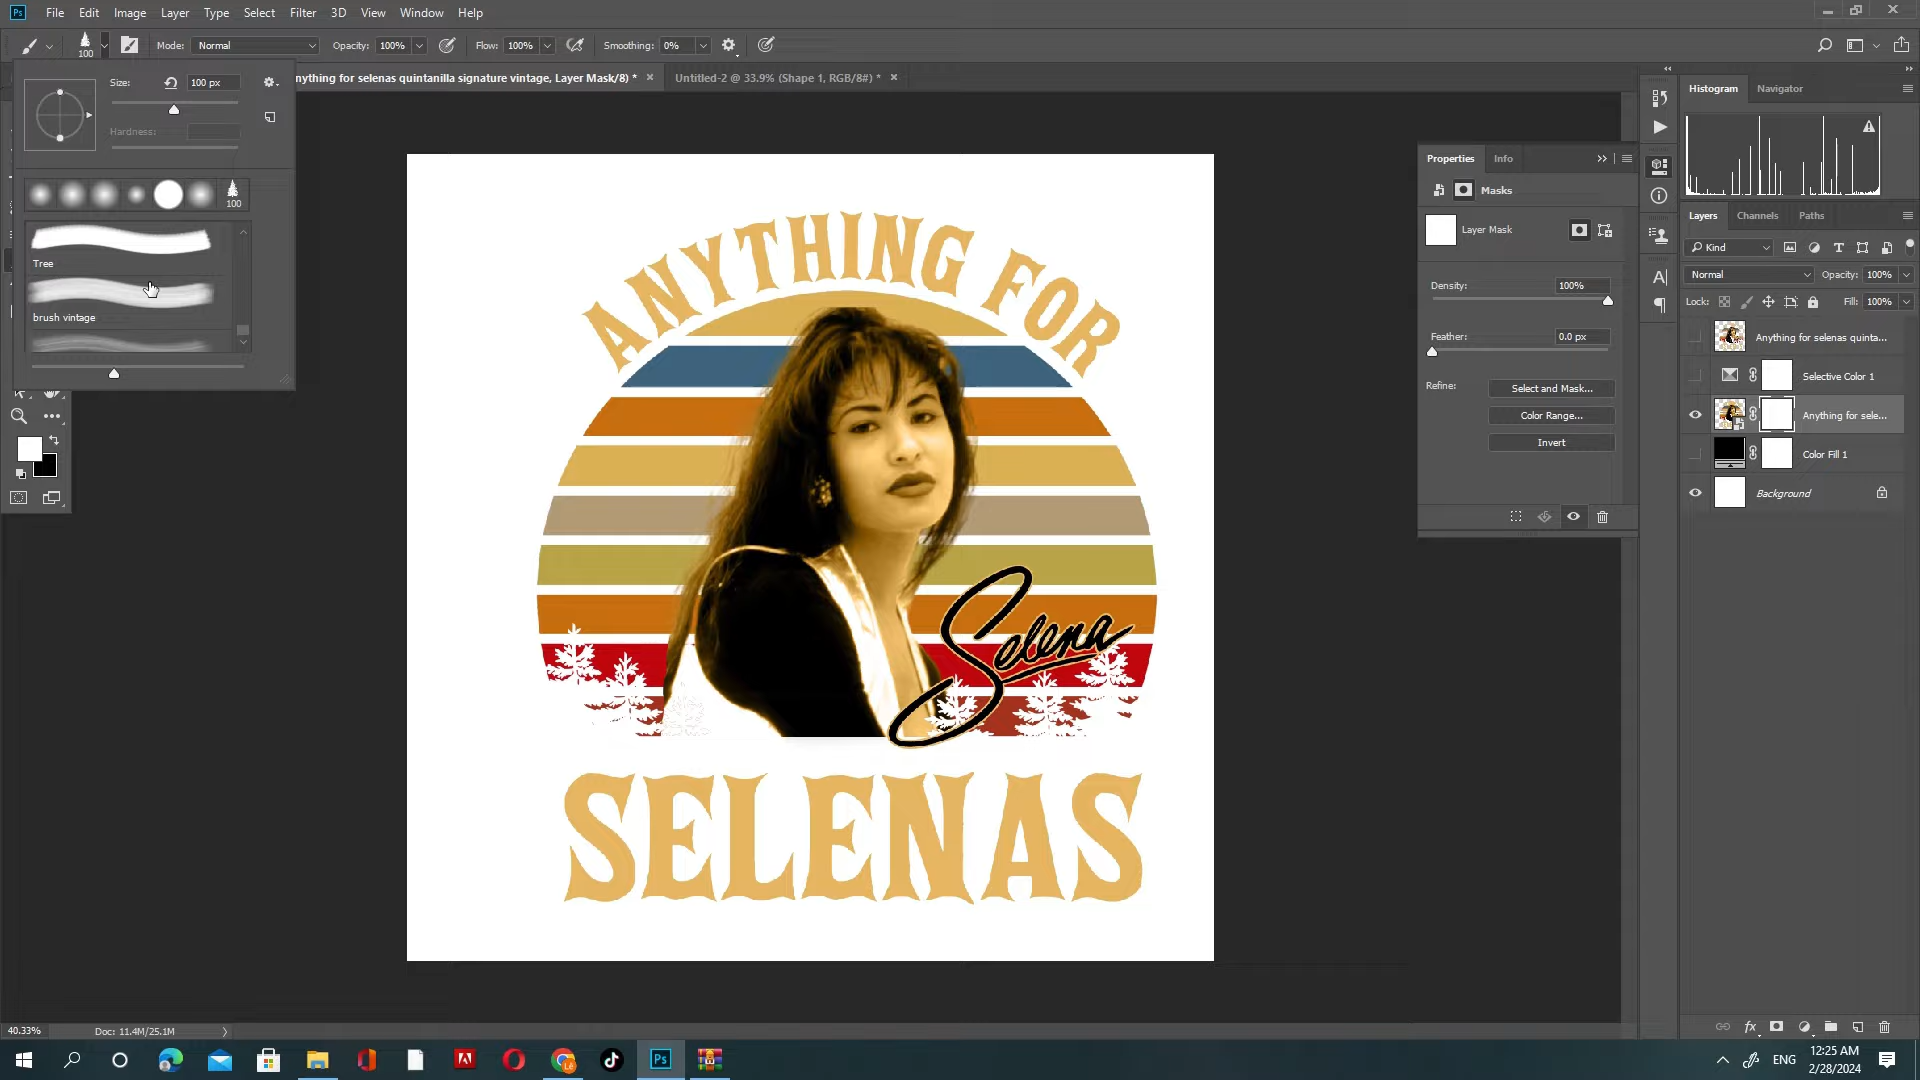 File Edit Image Layer Type Select Filter 3D View Window Help
100 Mode: Normal Opacity: 100% Flow: 100% Smoothing: 0%
nything for selenas quintanilla signature vintage, Layer Mask/8) * × Untitled-2 @ 33.9% (Shape 1, RGB/8#) * ×
Size: 100 px
Hardness:
100
Tree
brush vintage
ANYTHING FOR
Selena
SELENAS
Properties Info
Masks
Layer Mask
Density: 100%
Feather: 0.0 px
Refine: Select and Mask...
Color Range...
Invert
Histogram Navigator
Layers Channels Paths
Kind
Normal Opacity: 100%
Lock: Fill: 100%
Anything for selenas quinta...
Selective Color 1
Anything for sele...
Color Fill 1
Background
40.33% Doc: 11.4M/25.1M
Ps
ENG
12:25 AM
2/28/2024